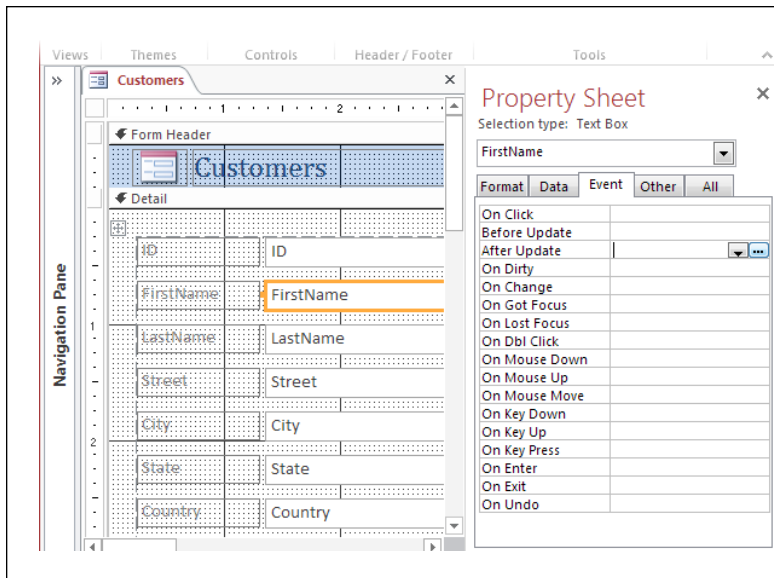 Views Themes Controls Header / Footer Tools
» Customers ×
1 2
Form Header
Customers
Detail
ID ID
FirstName FirstName
LastName LastName
Street Street
City City
State State
Country Country
1
2
Navigation Pane
Property Sheet ×
Selection type: Text Box
FirstName
Format Data Event Other All
On Click
Before Update
After Update
On Dirty
On Change
On Got Focus
On Lost Focus
On Dbl Click
On Mouse Down
On Mouse Up
On Mouse Move
On Key Down
On Key Up
On Key Press
On Enter
On Exit
On Undo